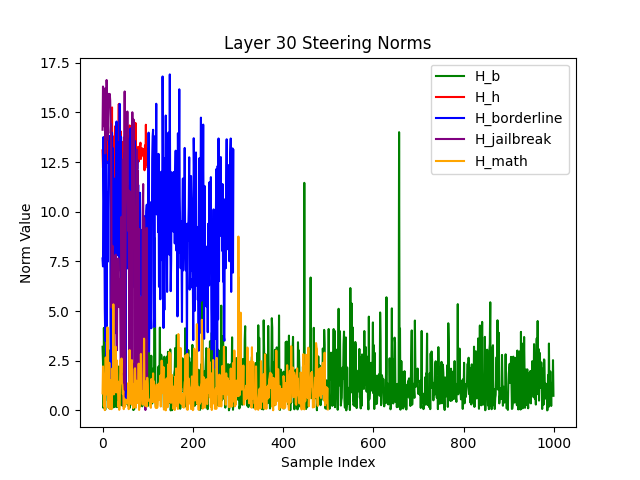 Layer 30 Steering Norms
17.5
15.0
12.5
10.0
7.5
5.0
2.5
0.0
Norm Value
H_b
H_h
H_borderline
H_jailbreak
H_math
0 200 400 600 800 1000
Sample Index